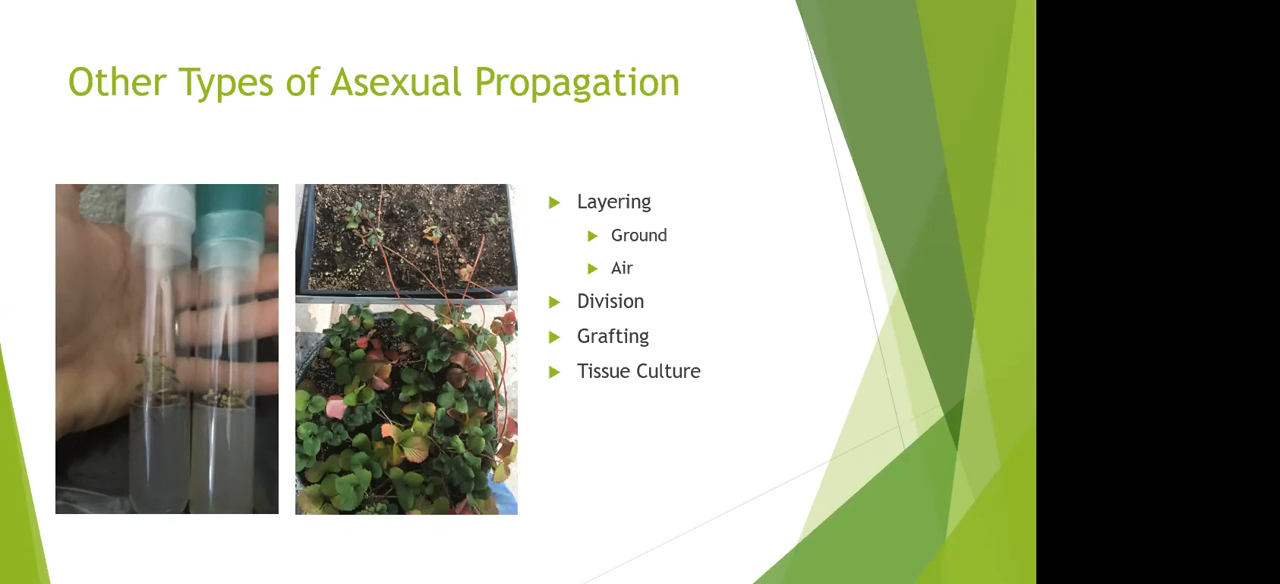 Other Types of Asexual Propagation
Layering
Ground
Air
Division
Grafting
Tissue Culture